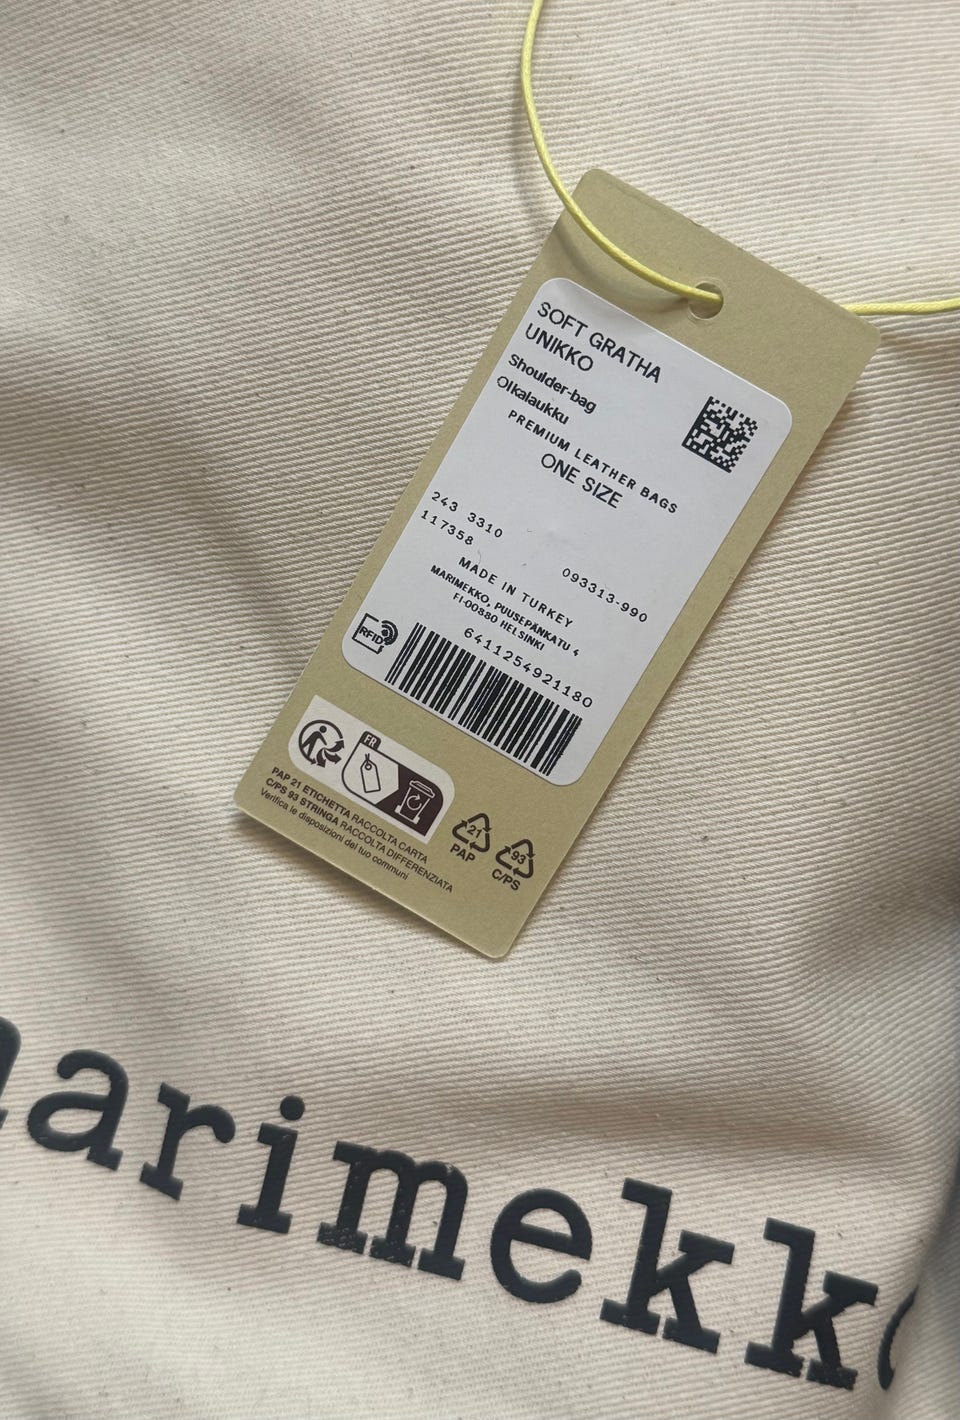 SOFT GRATHA
UNIKKO
Shoulder-bag
Olkalaukku
PREMIUM LEATHER BAGS
ONE SIZE
243 3310
117358
093313-990
MADE IN TURKEY
MARIMEKKO, PUUSEPÄNKATU 4
FI-00880 HELSINKI
6411254921180
RFID
FR
PAP 21 ETICHETTA RACCOLTA CARTA
C/PS 93 STRINGA RACCOLTA DIFFERENZIATA
Verifica le disposizioni del tuo communi
21
PAP
93
C/PS
marimekko